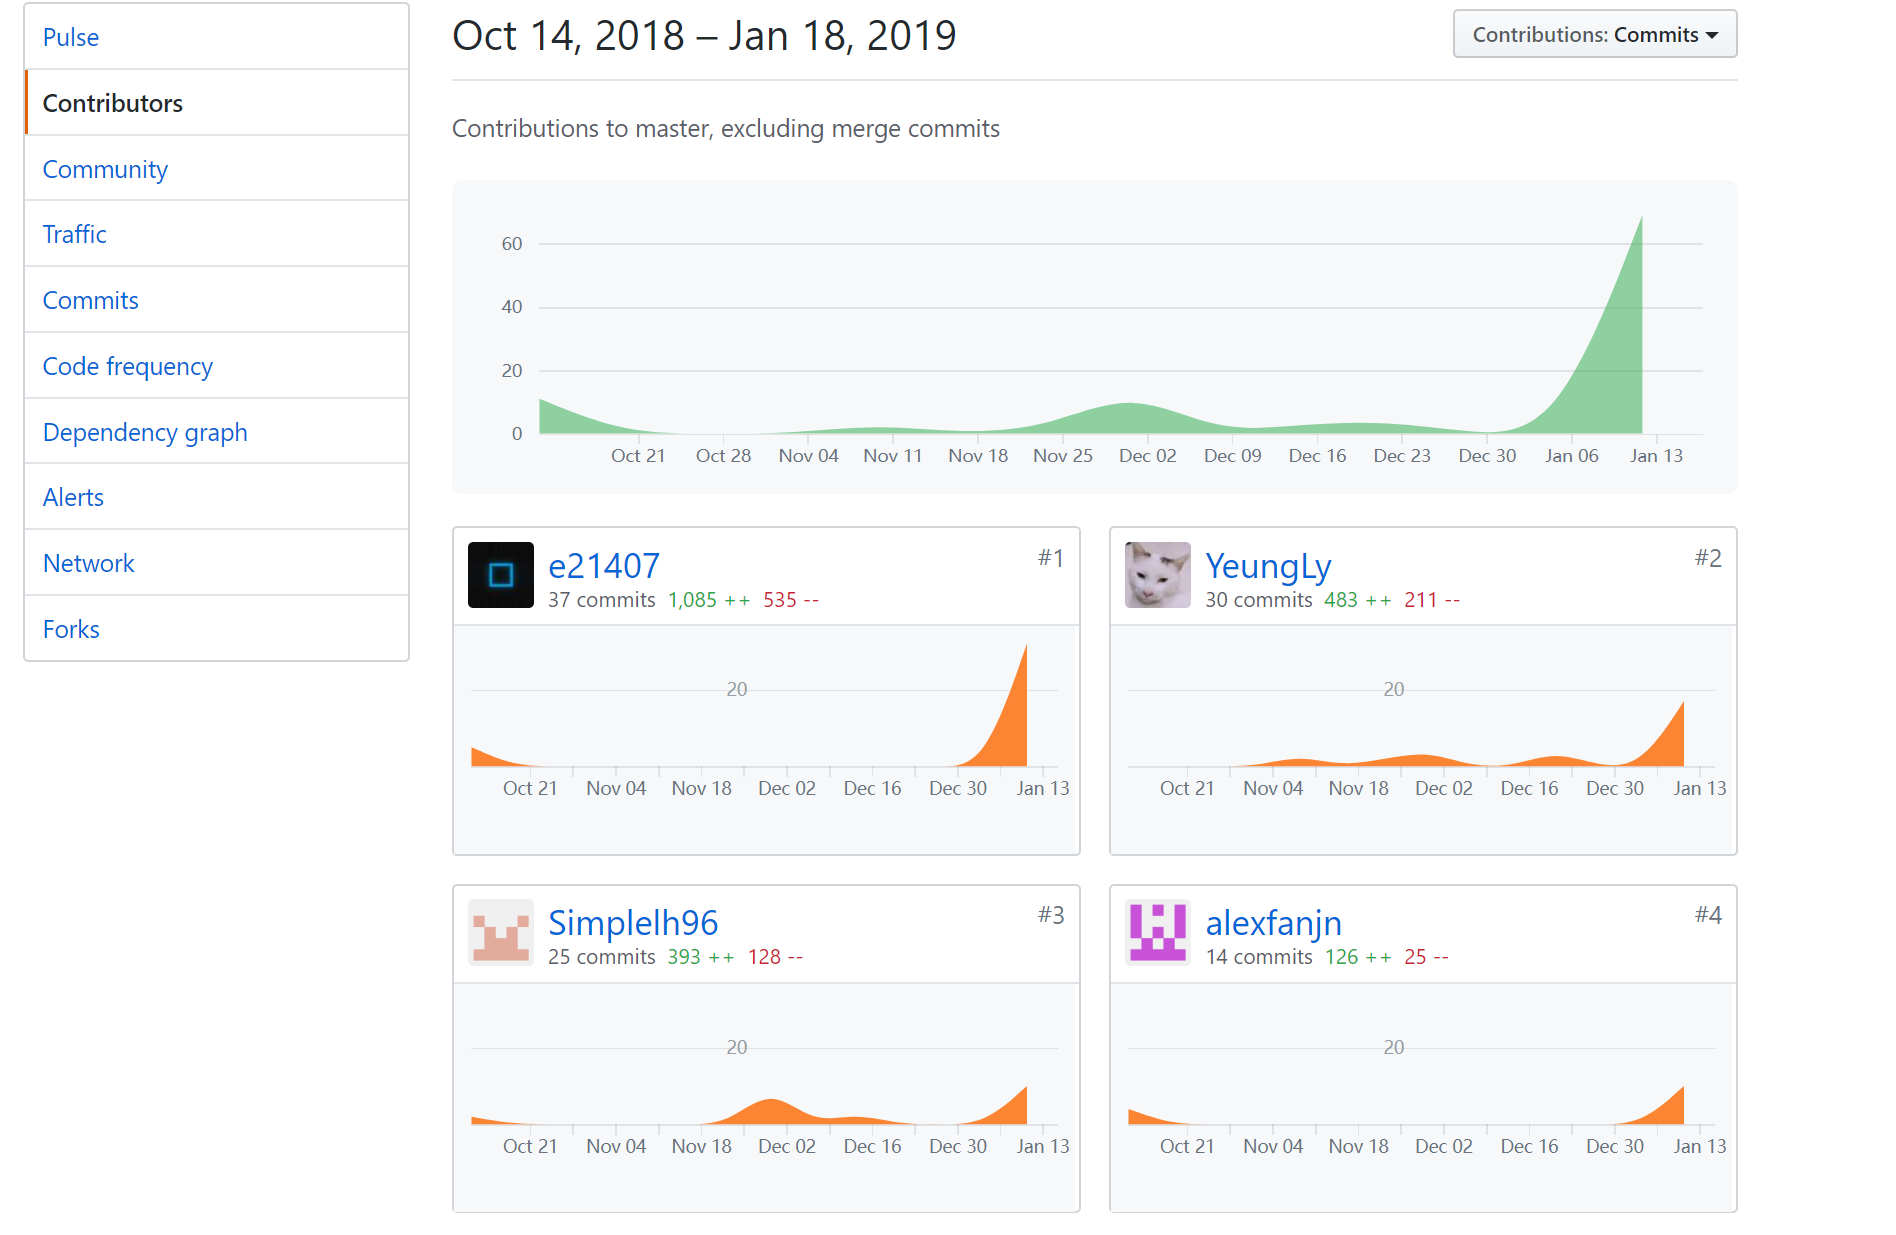 Pulse
Contributors
Community
Traffic
Commits
Code frequency
Dependency graph
Alerts
Network
Forks
Oct 14, 2018 – Jan 18, 2019
Contributions: Commits
Contributions to master, excluding merge commits
60
40
20
0
Oct 21 Oct 28 Nov 04 Nov 11 Nov 18 Nov 25 Dec 02 Dec 09 Dec 16 Dec 23 Dec 30 Jan 06 Jan 13
e21407 #1
37 commits 1,085 ++ 535 --
20
Oct 21 Nov 04 Nov 18 Dec 02 Dec 16 Dec 30 Jan 13
YeungLy #2
30 commits 483 ++ 211 --
20
Oct 21 Nov 04 Nov 18 Dec 02 Dec 16 Dec 30 Jan 13
Simplelh96 #3
25 commits 393 ++ 128 --
20
Oct 21 Nov 04 Nov 18 Dec 02 Dec 16 Dec 30 Jan 13
alexfanjn #4
14 commits 126 ++ 25 --
20
Oct 21 Nov 04 Nov 18 Dec 02 Dec 16 Dec 30 Jan 13